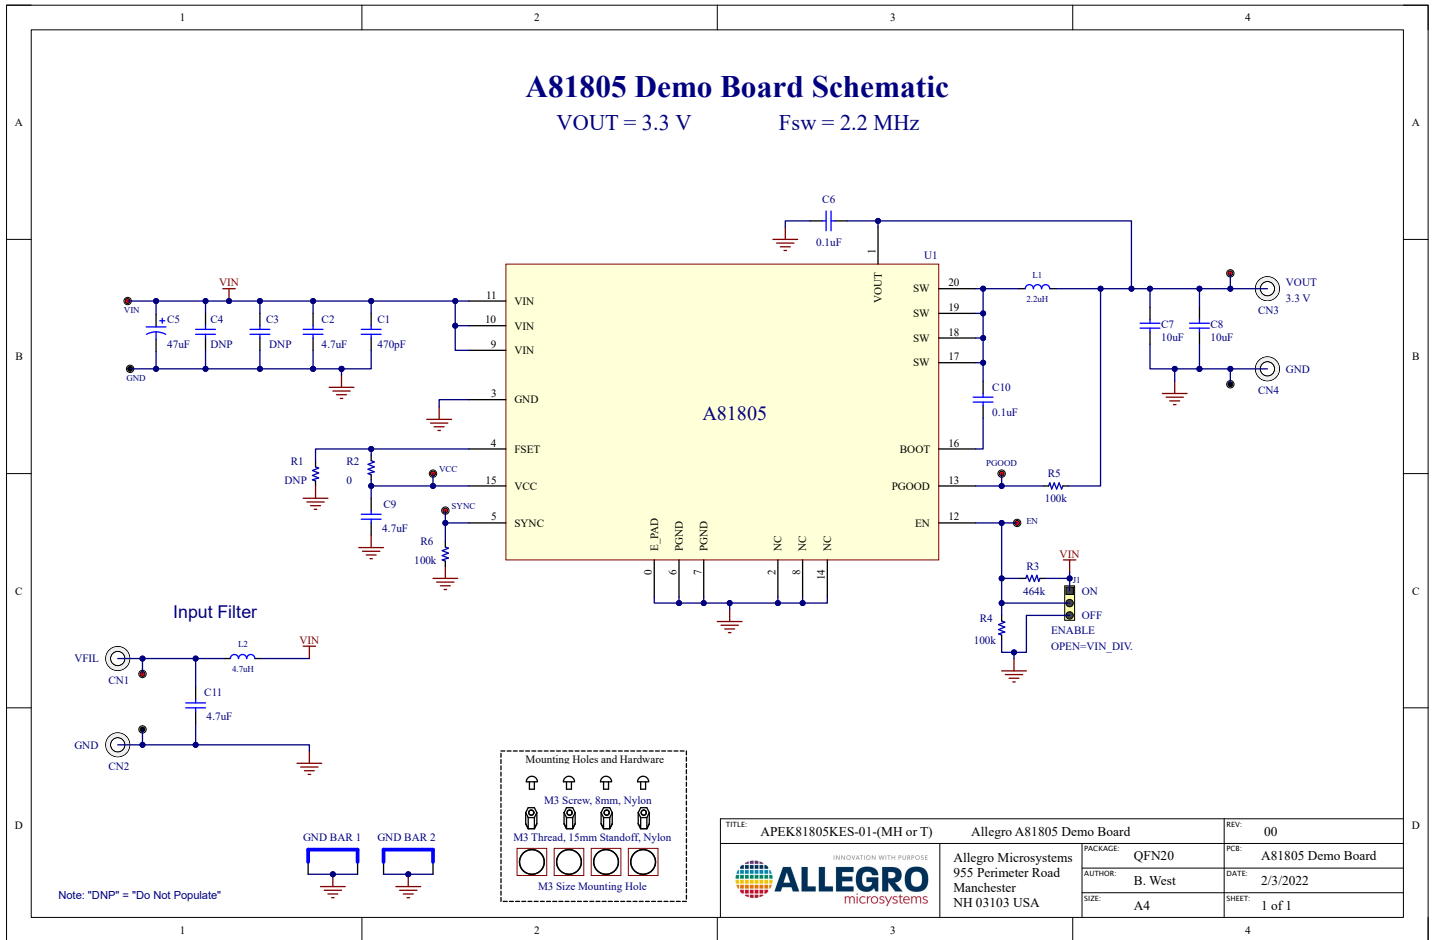 1 2 3 4
A81805 Demo Board Schematic
VOUT = 3.3 V Fsw = 2.2 MHz
A A
C6
0.1uF
1
VOUT
U1
VIN
VIN
C5
47uF
C4
DNP
C3
DNP
C2
4.7uF
C1
470pF
GND
11 VIN
10 VIN
9 VIN
3 GND
4 FSET
15 VCC
5 SYNC
A81805
SW 20
SW 19
SW 18
SW 17
BOOT 16
PGOOD 13
EN 12
L1
2.2uH
C10
0.1uF
C7
10uF
C8
10uF
VOUT
3.3 V
CN3
GND
CN4
B B
R1
DNP
R2
0
VCC
C9
4.7uF
SYNC
R6
100k
PGOOD
R5
100k
EN
E_PAD PGND PGND NC NC NC
0 6 7 2 8 14
VIN
R3
464k
J1
ON
OFF
R4
100k
ENABLE
OPEN=VIN_DIV.
C C
Input Filter
VFIL
CN1
L2
4.7uH
VIN
C11
4.7uF
GND
CN2
Mounting Holes and Hardware
M3 Screw, 8mm, Nylon
M3 Thread, 15mm Standoff, Nylon
M3 Size Mounting Hole
D D
GND BAR 1 GND BAR 2
Note: "DNP" = "Do Not Populate"
TITLE: APEK81805KES-01-(MH or T) Allegro A81805 Demo Board
REV: 00
INNOVATION WITH PURPOSE
ALLEGRO
microsystems
Allegro Microsystems
955 Perimeter Road
Manchester
NH 03103 USA
PACKAGE: QFN20
PCB: A81805 Demo Board
AUTHOR: B. West
DATE: 2/3/2022
SIZE: A4
SHEET: 1 of 1
1 2 3 4